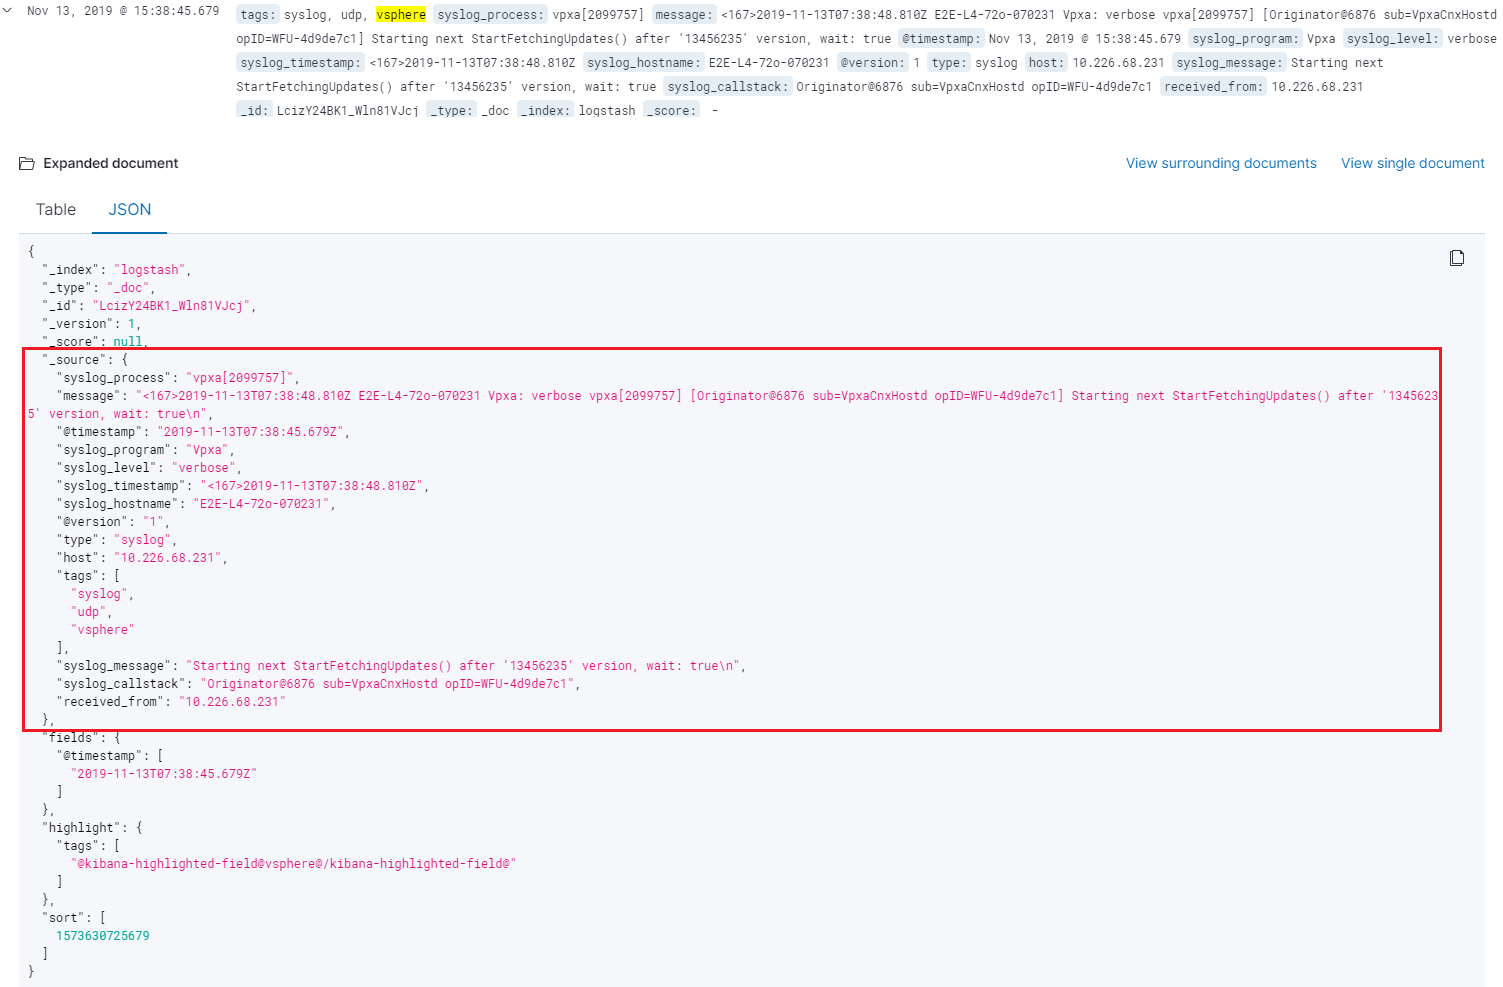 Nov 13, 2019 @ 15:38:45.679 tags: syslog, udp, vsphere syslog_process: vpxa[2099757] message: <167>2019-11-13T07:38:48.810Z E2E-L4-72o-070231 Vpxa: verbose vpxa[2099757] [Originator@6876 sub=VpxaCnxHostd
opID=WFU-4d9de7c1] Starting next StartFetchingUpdates() after '13456235' version, wait: true @timestamp: Nov 13, 2019 @ 15:38:45.679 syslog_program: Vpxa syslog_level: verbose
syslog_timestamp: <167>2019-11-13T07:38:48.810Z syslog_hostname: E2E-L4-72o-070231 @version: 1 type: syslog host: 10.226.68.231 syslog_message: Starting next
StartFetchingUpdates() after '13456235' version, wait: true syslog_callstack: Originator@6876 sub=VpxaCnxHostd opID=WFU-4d9de7c1 received_from: 10.226.68.231
_id: LcizY24BK1_Wln81VJcj _type: _doc _index: logstash _score: -
Expanded document View surrounding documents View single document
Table JSON
{
"_index": "logstash",
"_type": "_doc",
"_id": "LcizY24BK1_Wln81VJcj",
"_version": 1,
"_score": null,
"_source": {
"syslog_process": "vpxa[2099757]",
"message": "<167>2019-11-13T07:38:48.810Z E2E-L4-72o-070231 Vpxa: verbose vpxa[2099757] [Originator@6876 sub=VpxaCnxHostd opID=WFU-4d9de7c1] Starting next StartFetchingUpdates() after '1345623
5' version, wait: true\n",
"@timestamp": "2019-11-13T07:38:45.679Z",
"syslog_program": "Vpxa",
"syslog_level": "verbose",
"syslog_timestamp": "<167>2019-11-13T07:38:48.810Z",
"syslog_hostname": "E2E-L4-72o-070231",
"@version": "1",
"type": "syslog",
"host": "10.226.68.231",
"tags": [
"syslog",
"udp",
"vsphere"
],
"syslog_message": "Starting next StartFetchingUpdates() after '13456235' version, wait: true\n",
"syslog_callstack": "Originator@6876 sub=VpxaCnxHostd opID=WFU-4d9de7c1",
"received_from": "10.226.68.231"
},
"fields": {
"@timestamp": [
"2019-11-13T07:38:45.679Z"
]
},
"highlight": {
"tags": [
"@kibana-highlighted-field@vsphere@/kibana-highlighted-field@"
]
},
"sort": [
1573630725679
]
}